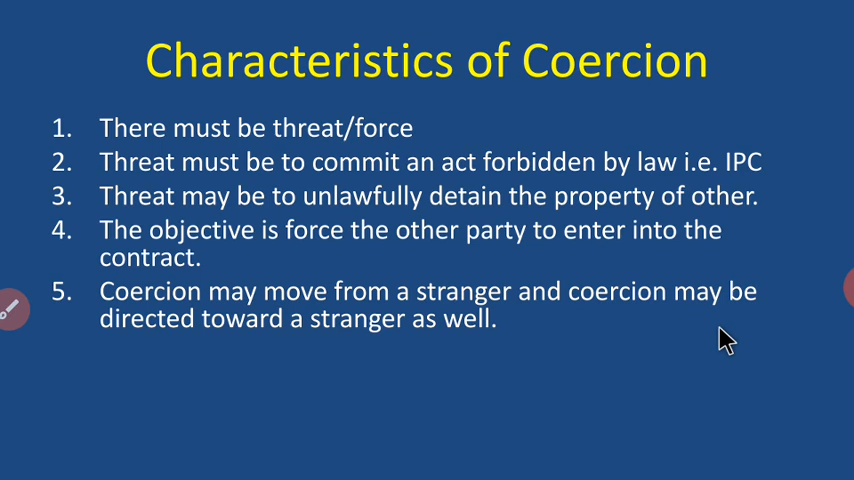 Characteristics of Coercion
1. There must be threat/force
2. Threat must be to commit an act forbidden by law i.e. IPC
3. Threat may be to unlawfully detain the property of other.
4. The objective is force the other party to enter into the
contract.
5. Coercion may move from a stranger and coercion may be
directed toward a stranger as well.